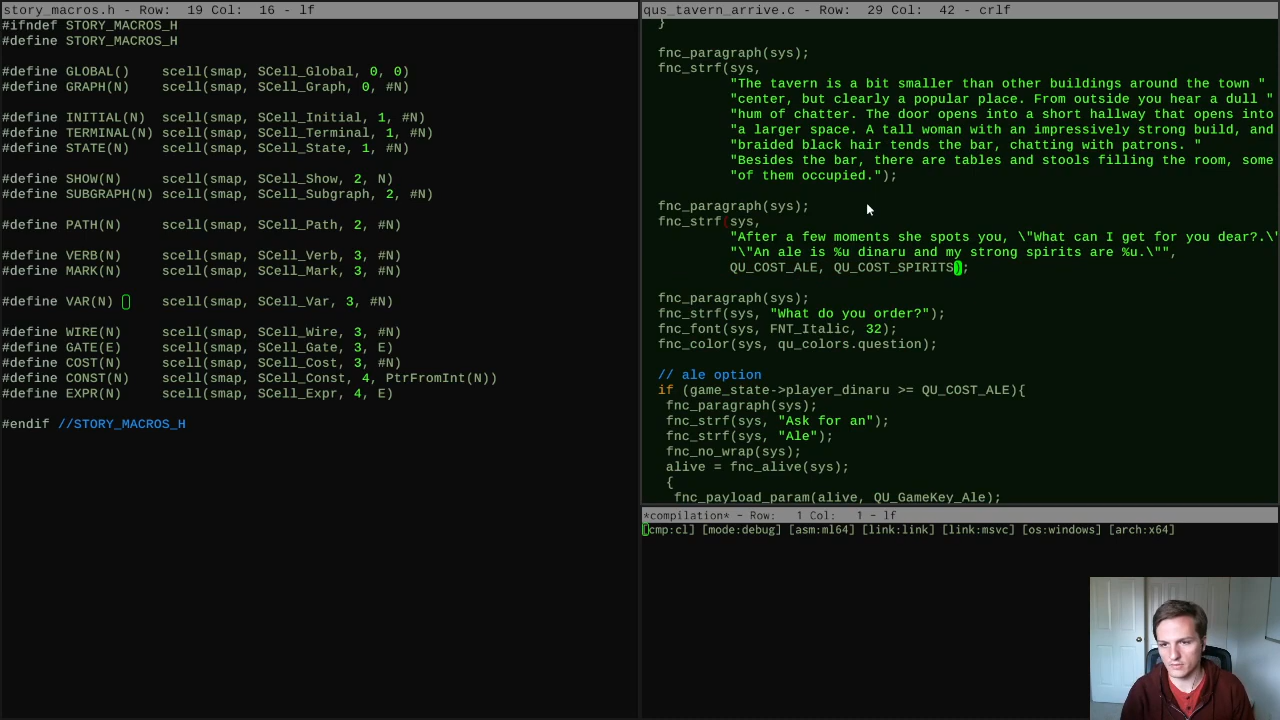 story_macros.h - Row: 19 Col: 16 - lf
#ifndef STORY_MACROS_H
#define STORY_MACROS_H
#define GLOBAL() scell(smap, SCell_Global, 0, 0)
#define GRAPH(N) scell(smap, SCell_Graph, 0, #N)
#define INITIAL(N) scell(smap, SCell_Initial, 1, #N)
#define TERMINAL(N) scell(smap, SCell_Terminal, 1, #N)
#define STATE(N) scell(smap, SCell_State, 1, #N)
#define SHOW(N) scell(smap, SCell_Show, 2, N)
#define SUBGRAPH(N) scell(smap, SCell_Subgraph, 2, #N)
#define PATH(N) scell(smap, SCell_Path, 2, #N)
#define VERB(N) scell(smap, SCell_Verb, 3, #N)
#define MARK(N) scell(smap, SCell_Mark, 3, #N)
#define VAR(N) scell(smap, SCell_Var, 3, #N)
#define WIRE(N) scell(smap, SCell_Wire, 3, #N)
#define GATE(E) scell(smap, SCell_Gate, 3, E)
#define COST(N) scell(smap, SCell_Cost, 3, #N)
#define CONST(N) scell(smap, SCell_Const, 4, PtrFromInt(N))
#define EXPR(N) scell(smap, SCell_Expr, 4, E)
#endif //STORY_MACROS_H
qus_tavern_arrive.c - Row: 29 Col: 42 - crlf
}
fnc_paragraph(sys);
fnc_strf(sys,
"The tavern is a bit smaller than other buildings around the town "
"center, but clearly a popular place. From outside you hear a dull "
"hum of chatter. The door opens into a short hallway that opens into
"a larger space. A tall woman with an impressively strong build, and
"braided black hair tends the bar, chatting with patrons. "
"Besides the bar, there are tables and stools filling the room, some
"of them occupied.");
fnc_paragraph(sys);
fnc_strf(sys,
"After a few moments she spots you, \"What can I get for you dear?.\"
"\"An ale is %u dinaru and my strong spirits are %u.\"",
QU_COST_ALE, QU_COST_SPIRITS);
fnc_paragraph(sys);
fnc_strf(sys, "What do you order?");
fnc_font(sys, FNT_Italic, 32);
fnc_color(sys, qu_colors.question);
// ale option
if (game_state->player_dinaru >= QU_COST_ALE){
fnc_paragraph(sys);
fnc_strf(sys, "Ask for an");
fnc_strf(sys, "Ale");
fnc_no_wrap(sys);
alive = fnc_alive(sys);
{
fnc_payload_param(alive, QU_GameKey_Ale);
*compilation* - Row: 1 Col: 1 - lf
[cmp:cl] [mode:debug] [asm:ml64] [link:link] [link:msvc] [os:windows] [arch:x64]